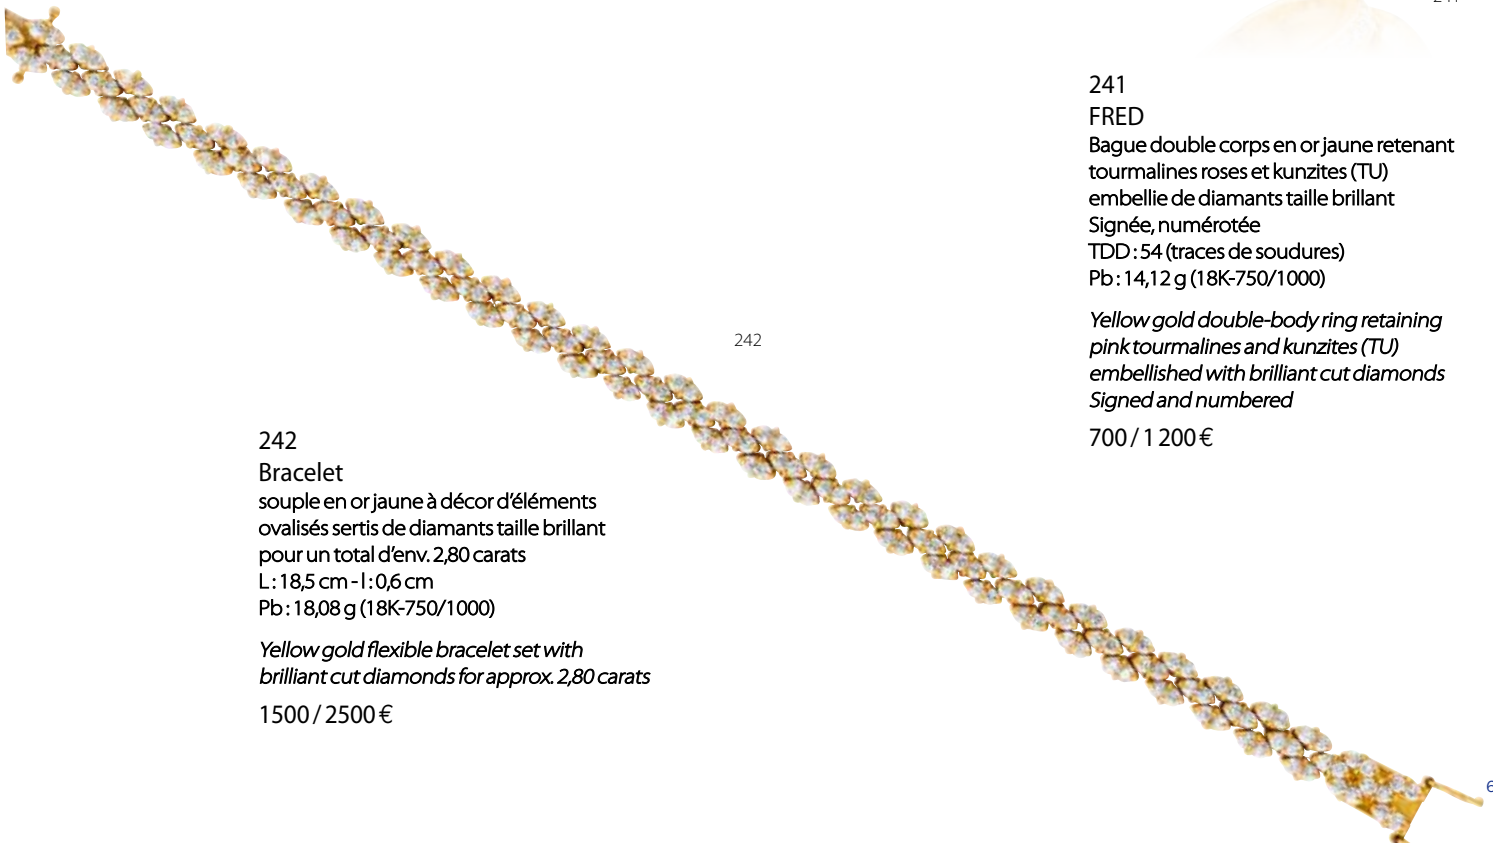 241
FRED
Bague double corps en or jaune retenant
tourmalines roses et kunzites (TU)
embellie de diamants taille brillant
Signée, numérotée
TDD : 54 (traces de soudures)
Pb : 14,12 g (18K-750/1000)
Yellow gold double-body ring retaining
pink tourmalines and kunzites (TU)
embellished with brilliant cut diamonds
Signed and numbered
700 / 1 200 €
242
242
Bracelet
souple en or jaune à décor d'éléments
ovalisés sertis de diamants taille brillant
pour un total d'env. 2,80 carats
L : 18,5 cm - l : 0,6 cm
Pb : 18,08 g (18K-750/1000)
Yellow gold flexible bracelet set with
brilliant cut diamonds for approx. 2,80 carats
1500 / 2500 €